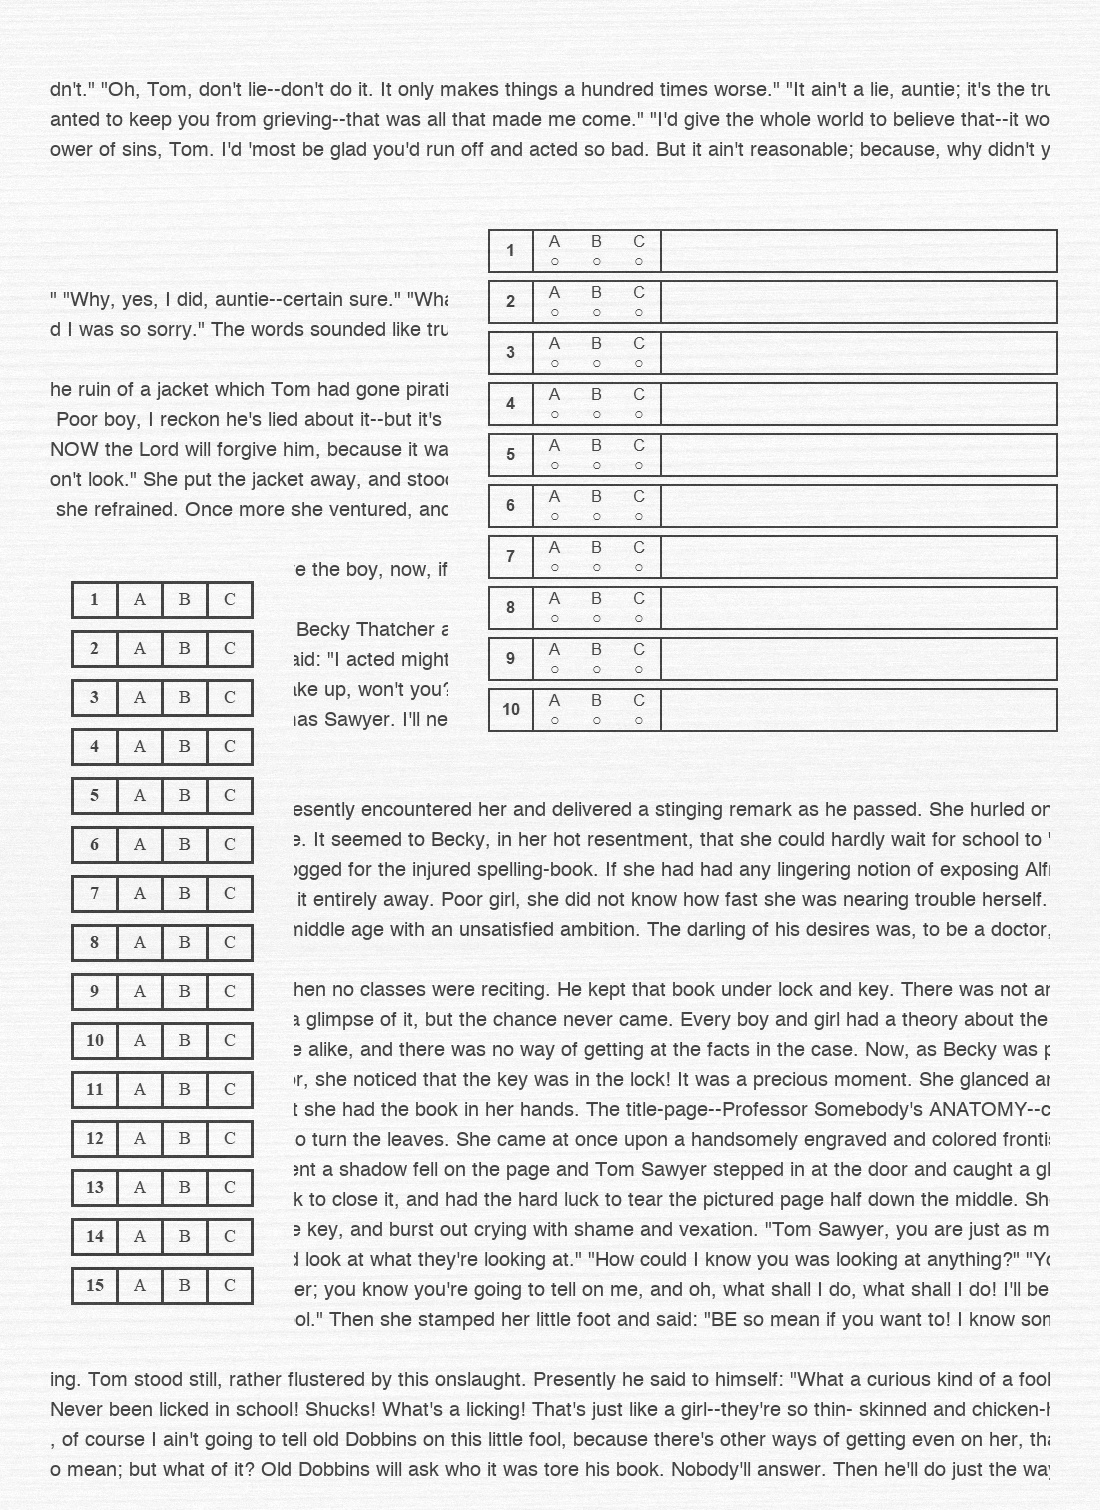 dn't." "Oh, Tom, don't lie--don't do it. It only makes things a hundred times worse." "It ain't a lie, auntie; it's the tru
anted to keep you from grieving--that was all that made me come." "I'd give the whole world to believe that--it wo
ower of sins, Tom. I'd 'most be glad you'd run off and acted so bad. But it ain't reasonable; because, why didn't y
" "Why, yes, I did, auntie--certain sure." "Wha
d I was so sorry." The words sounded like tru
he ruin of a jacket which Tom had gone pirati
Poor boy, I reckon he's lied about it--but it's
NOW the Lord will forgive him, because it wa
on't look." She put the jacket away, and stood
she refrained. Once more she ventured, and
e the boy, now, if
Becky Thatcher a
aid: "I acted might
ake up, won't you?
as Sawyer. I'll ne
1 A B C
2 A B C
3 A B C
4 A B C
5 A B C
6 A B C
7 A B C
8 A B C
9 A B C
10 A B C
1 A B C
2 A B C
3 A B C
4 A B C
5 A B C
6 A B C
7 A B C
8 A B C
9 A B C
10 A B C
11 A B C
12 A B C
13 A B C
14 A B C
15 A B C
esently encountered her and delivered a stinging remark as he passed. She hurled on
e. It seemed to Becky, in her hot resentment, that she could hardly wait for school to "
ogged for the injured spelling-book. If she had had any lingering notion of exposing Alfr
it entirely away. Poor girl, she did not know how fast she was nearing trouble herself.
middle age with an unsatisfied ambition. The darling of his desires was, to be a doctor,
hen no classes were reciting. He kept that book under lock and key. There was not an
a glimpse of it, but the chance never came. Every boy and girl had a theory about the
e alike, and there was no way of getting at the facts in the case. Now, as Becky was p
or, she noticed that the key was in the lock! It was a precious moment. She glanced ar
t she had the book in her hands. The title-page--Professor Somebody's ANATOMY--c
o turn the leaves. She came at once upon a handsomely engraved and colored frontis
ent a shadow fell on the page and Tom Sawyer stepped in at the door and caught a gl
k to close it, and had the hard luck to tear the pictured page half down the middle. Sh
e key, and burst out crying with shame and vexation. "Tom Sawyer, you are just as m
d look at what they're looking at." "How could I know you was looking at anything?" "Yo
er; you know you're going to tell on me, and oh, what shall I do, what shall I do! I'll be
ol." Then she stamped her little foot and said: "BE so mean if you want to! I know som
ing. Tom stood still, rather flustered by this onslaught. Presently he said to himself: "What a curious kind of a fool
Never been licked in school! Shucks! What's a licking! That's just like a girl--they're so thin- skinned and chicken-h
, of course I ain't going to tell old Dobbins on this little fool, because there's other ways of getting even on her, tha
o mean; but what of it? Old Dobbins will ask who it was tore his book. Nobody'll answer. Then he'll do just the way